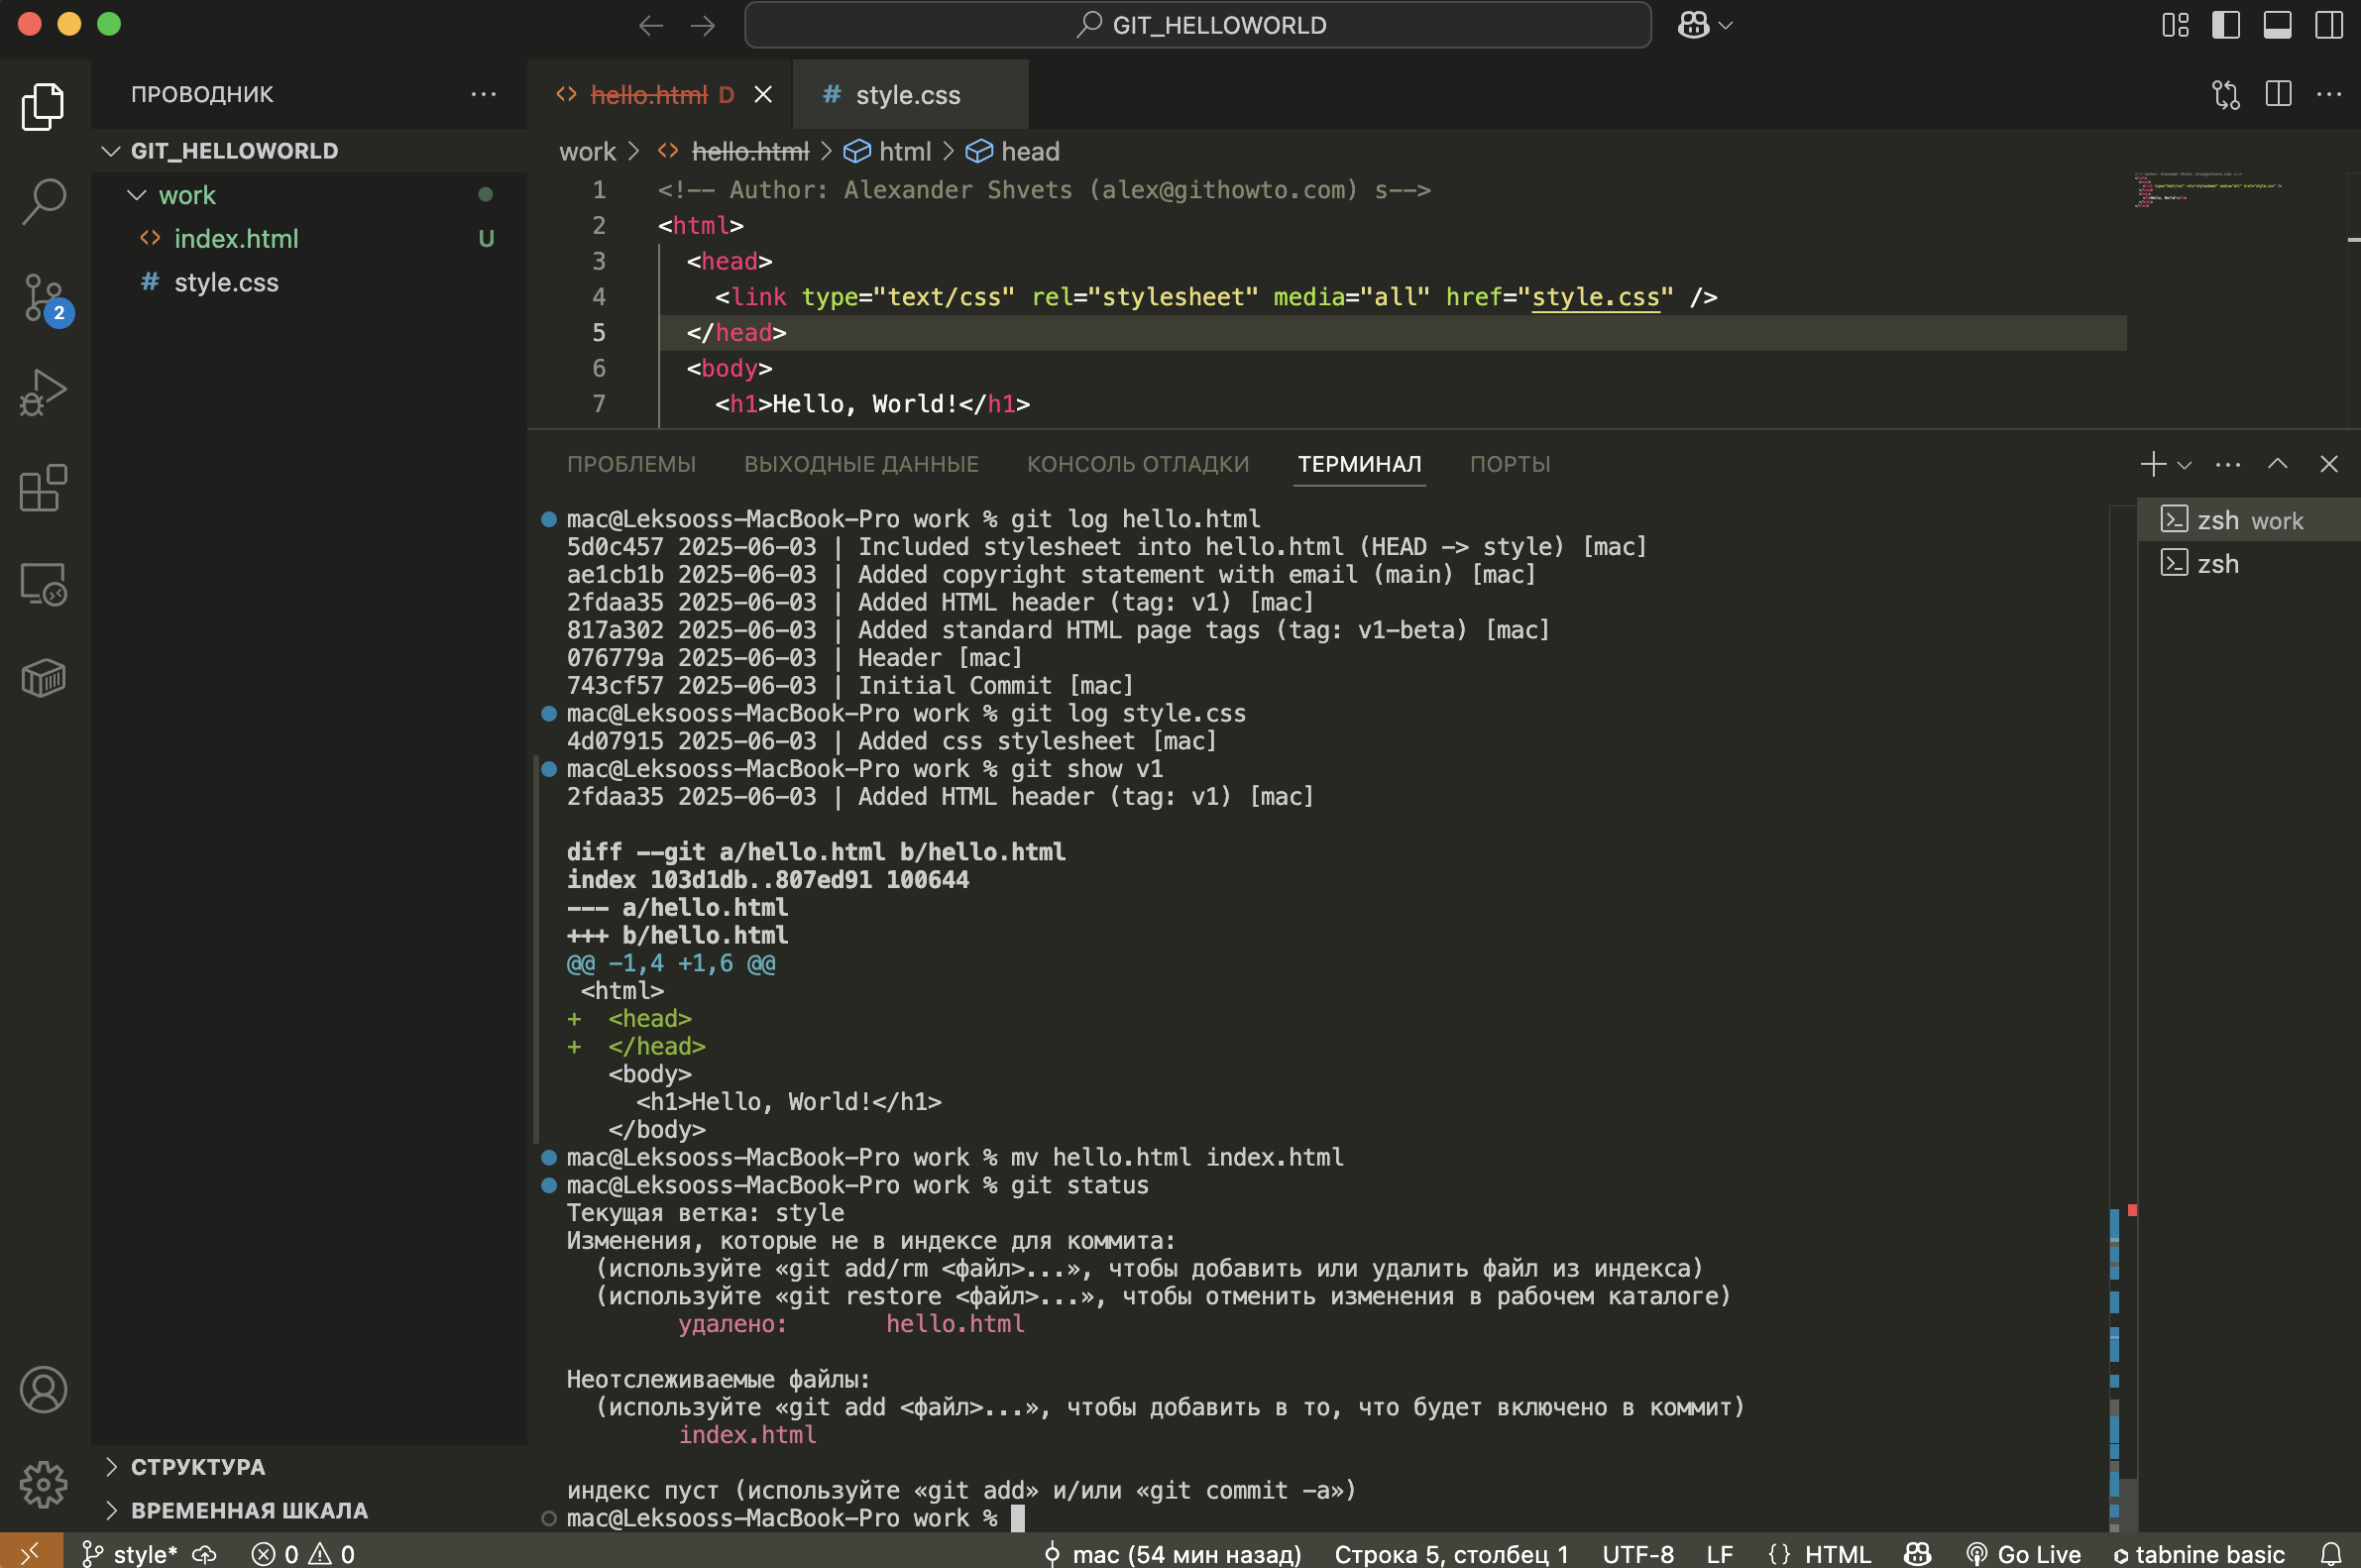 GIT_HELLOWORLD
ПРОВОДНИК
GIT_HELLOWORLD
work
index.html U
style.css
2
СТРУКТУРА
ВРЕМЕННАЯ ШКАЛА
hello.html D
style.css
work > hello.html > html > head
1 <!-- Author: Alexander Shvets (alex@githowto.com) s-->
2 <html>
3 <head>
4 <link type="text/css" rel="stylesheet" media="all" href="style.css" />
5 </head>
6 <body>
7 <h1>Hello, World!</h1>
ПРОБЛЕМЫ ВЫХОДНЫЕ ДАННЫЕ КОНСОЛЬ ОТЛАДКИ ТЕРМИНАЛ ПОРТЫ
zsh work
zsh
mac@Leksooss-MacBook-Pro work % git log hello.html
5d0c457 2025-06-03 | Included stylesheet into hello.html (HEAD -> style) [mac]
ae1cb1b 2025-06-03 | Added copyright statement with email (main) [mac]
2fdaa35 2025-06-03 | Added HTML header (tag: v1) [mac]
817a302 2025-06-03 | Added standard HTML page tags (tag: v1-beta) [mac]
076779a 2025-06-03 | Header [mac]
743cf57 2025-06-03 | Initial Commit [mac]
mac@Leksooss-MacBook-Pro work % git log style.css
4d07915 2025-06-03 | Added css stylesheet [mac]
mac@Leksooss-MacBook-Pro work % git show v1
2fdaa35 2025-06-03 | Added HTML header (tag: v1) [mac]
diff --git a/hello.html b/hello.html
index 103d1db..807ed91 100644
--- a/hello.html
+++ b/hello.html
@@ -1,4 +1,6 @@
<html>
+ <head>
+ </head>
<body>
<h1>Hello, World!</h1>
</body>
mac@Leksooss-MacBook-Pro work % mv hello.html index.html
mac@Leksooss-MacBook-Pro work % git status
Текущая ветка: style
Изменения, которые не в индексе для коммита:
(используйте «git add/rm <файл>...», чтобы добавить или удалить файл из индекса)
(используйте «git restore <файл>...», чтобы отменить изменения в рабочем каталоге)
удалено: hello.html
Неотслеживаемые файлы:
(используйте «git add <файл>...», чтобы добавить в то, что будет включено в коммит)
index.html
индекс пуст (используйте «git add» и/или «git commit -a»)
mac@Leksooss-MacBook-Pro work %
style* 0 0 mac (54 мин назад) Строка 5, столбец 1 UTF-8 LF {} HTML Go Live tabnine basic